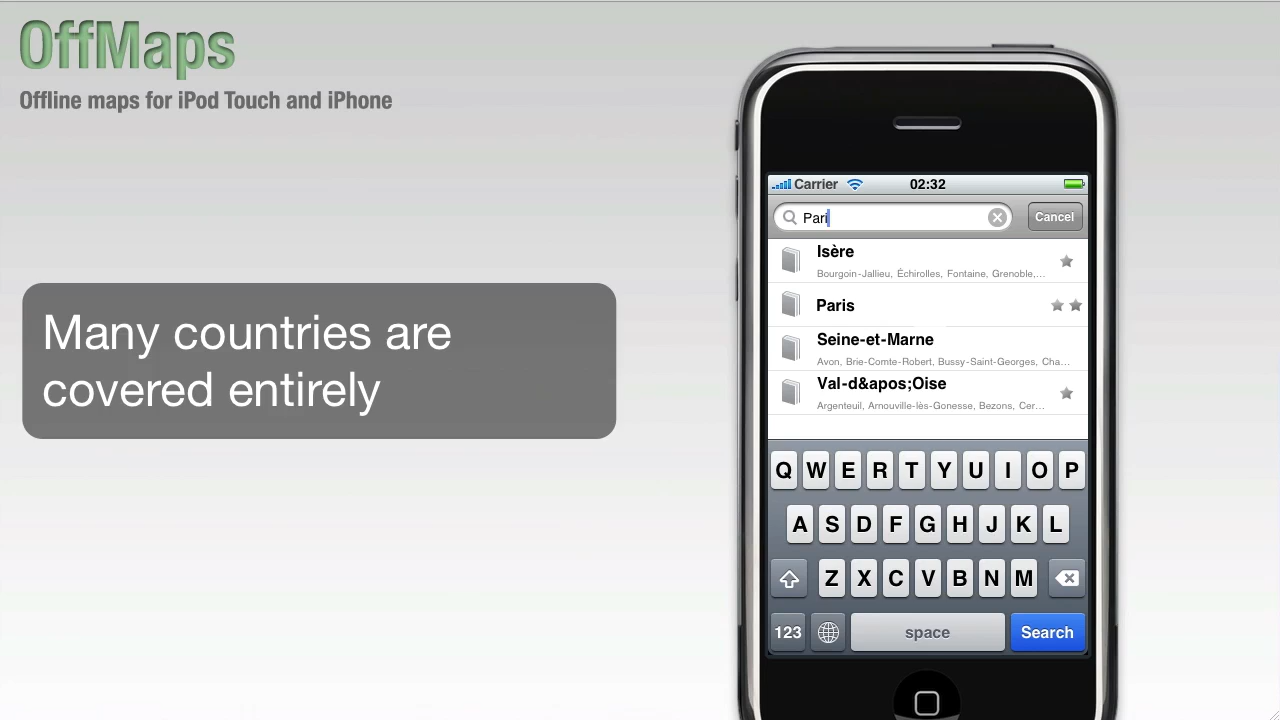 OffMaps
Offline maps for iPod Touch and iPhone
Many countries are
covered entirely
Carrier 02:32
Pari Cancel
Isère
Bourgoin-Jallieu, Échirolles, Fontaine, Grenoble,...
Paris
Seine-et-Marne
Avon, Brie-Comte-Robert, Bussy-Saint-Georges, Cha...
Val-d&apos;Oise
Argenteuil, Arnouville-lès-Gonesse, Bezons, Cer...
Q W E R T Y U I O P
A S D F G H J K L
Z X C V B N M
123 space Search